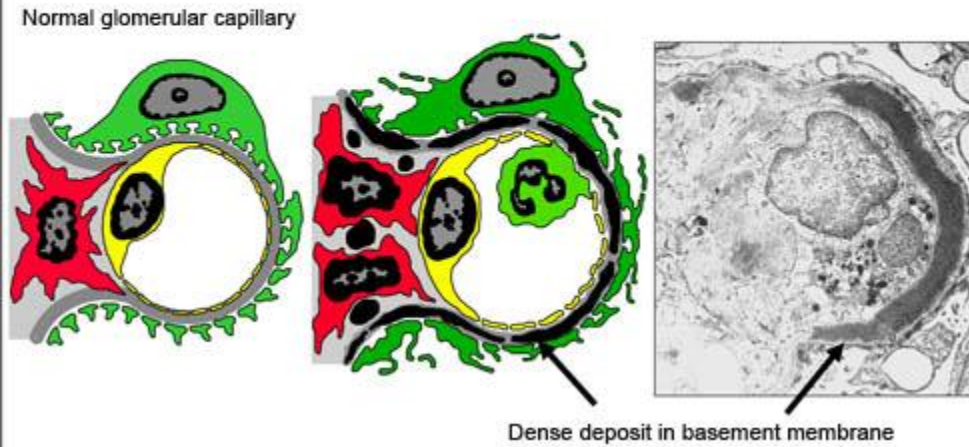 Normal glomerular capillary
Dense deposit in basement membrane